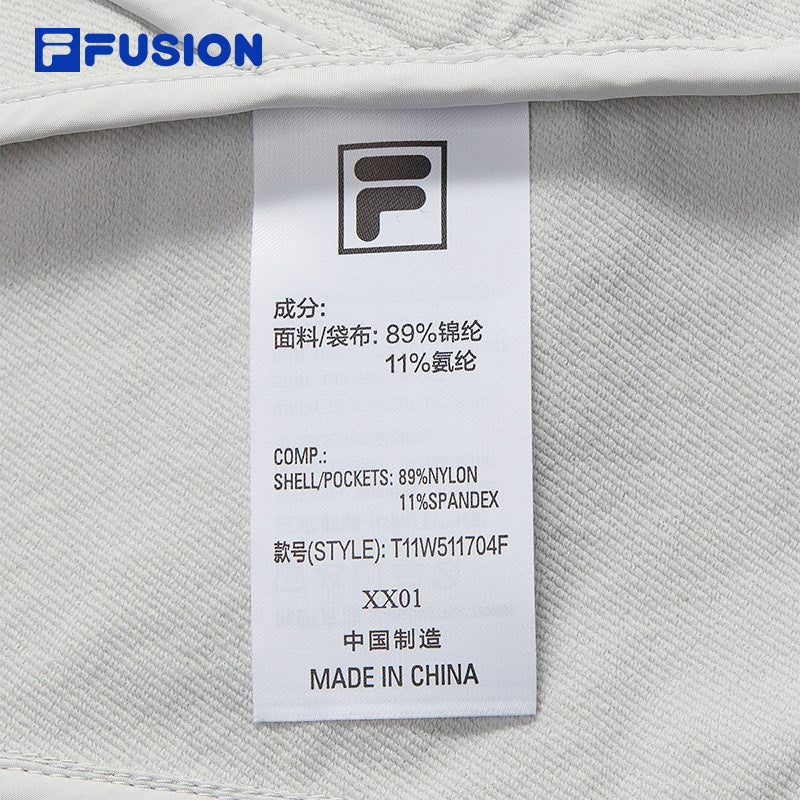 FUSION
成分:
面料/袋布: 89%锦纶
11%氨纶
COMP.:
SHELL/POCKETS: 89%NYLON
11%SPANDEX
款号(STYLE): T11W511704F
XX01
中国制造
MADE IN CHINA